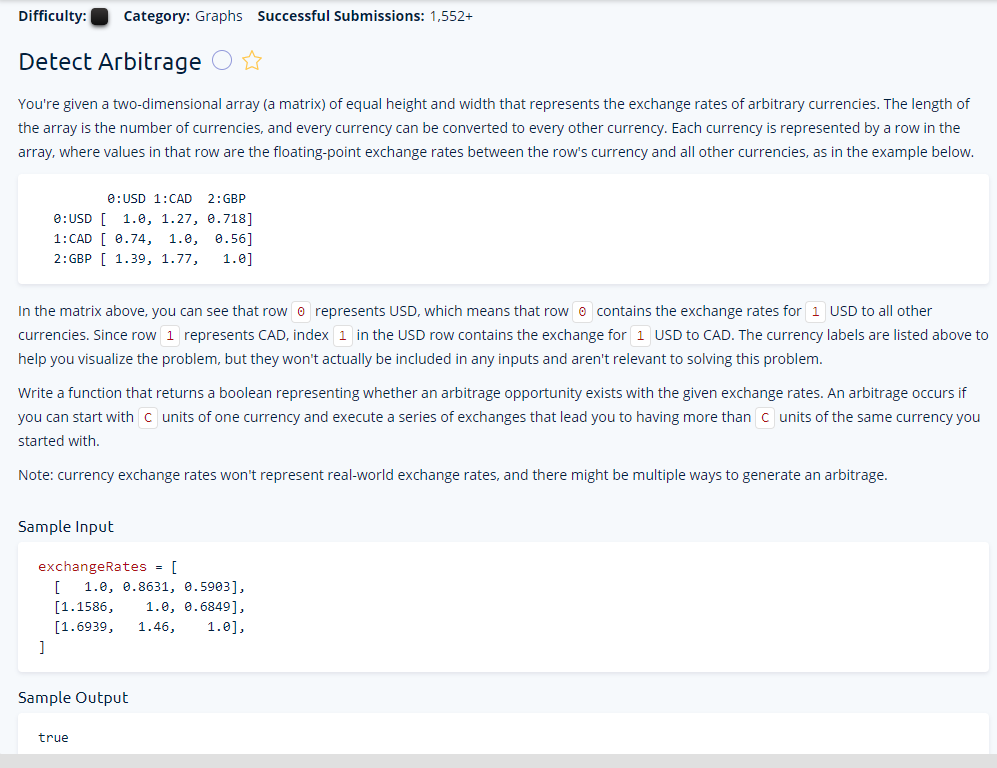 Difficulty: Category: Graphs Successful Submissions: 1,552+
Detect Arbitrage
You're given a two-dimensional array (a matrix) of equal height and width that represents the exchange rates of arbitrary currencies. The length of
the array is the number of currencies, and every currency can be converted to every other currency. Each currency is represented by a row in the
array, where values in that row are the floating-point exchange rates between the row's currency and all other currencies, as in the example below.
0:USD 1:CAD 2:GBP
0:USD [ 1.0, 1.27, 0.718]
1:CAD [ 0.74, 1.0, 0.56]
2:GBP [ 1.39, 1.77, 1.0]
In the matrix above, you can see that row 0 represents USD, which means that row 0 contains the exchange rates for 1 USD to all other
currencies. Since row 1 represents CAD, index 1 in the USD row contains the exchange for 1 USD to CAD. The currency labels are listed above to
help you visualize the problem, but they won't actually be included in any inputs and aren't relevant to solving this problem.
Write a function that returns a boolean representing whether an arbitrage opportunity exists with the given exchange rates. An arbitrage occurs if
you can start with C units of one currency and execute a series of exchanges that lead you to having more than C units of the same currency you
started with.
Note: currency exchange rates won't represent real-world exchange rates, and there might be multiple ways to generate an arbitrage.
Sample Input
exchangeRates = [
[ 1.0, 0.8631, 0.5903],
[1.1586, 1.0, 0.6849],
[1.6939, 1.46, 1.0],
]
Sample Output
true